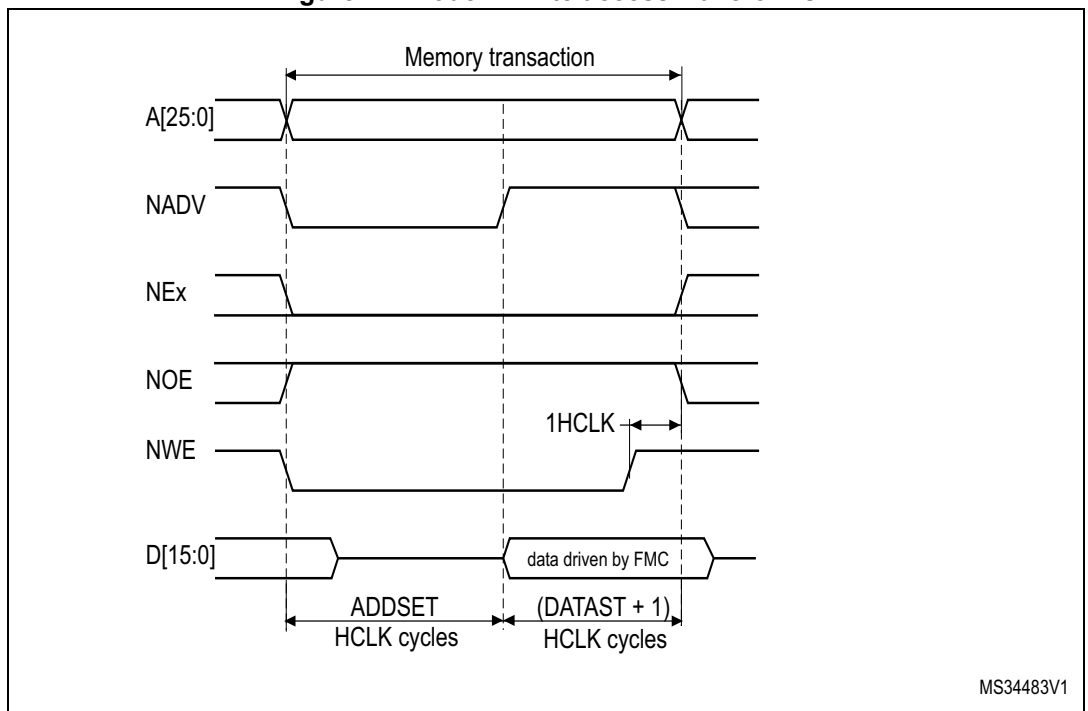 Memory transaction
A[25:0]
NADV
NEx
NOE
1HCLK
NWE
D[15:0]
data driven by FMC
ADDSET
HCLK cycles
(DATAST + 1)
HCLK cycles
MS34483V1